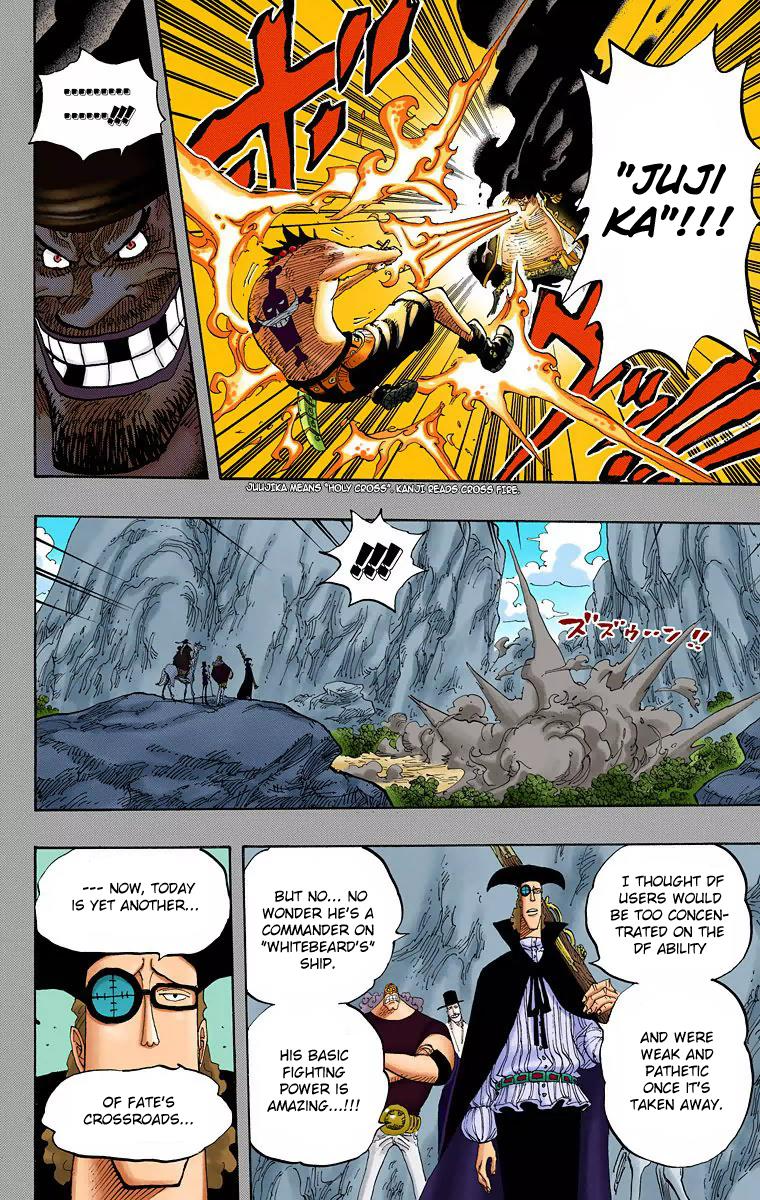 "JUJI
KA"!!!
ボ
.........
......!!!
JUUJIKA MEANS "HOLY CROSS". KANJI READS CROSS FIRE.
!!!
ズズゥ・・ン!!
I THOUGHT DF
USERS WOULD
BE TOO CONCEN-
TRATED ON THE
DF ABILITY
AND WERE
WEAK AND
PATHETIC
ONCE IT'S
TAKEN AWAY.
BUT NO... NO
WONDER HE'S A
COMMANDER ON
"WHITEBEARD'S"
SHIP.
HIS BASIC
FIGHTING
POWER IS
AMAZING...!!!
--- NOW, TODAY
IS YET ANOTHER...
OF FATE'S
CROSSROADS...